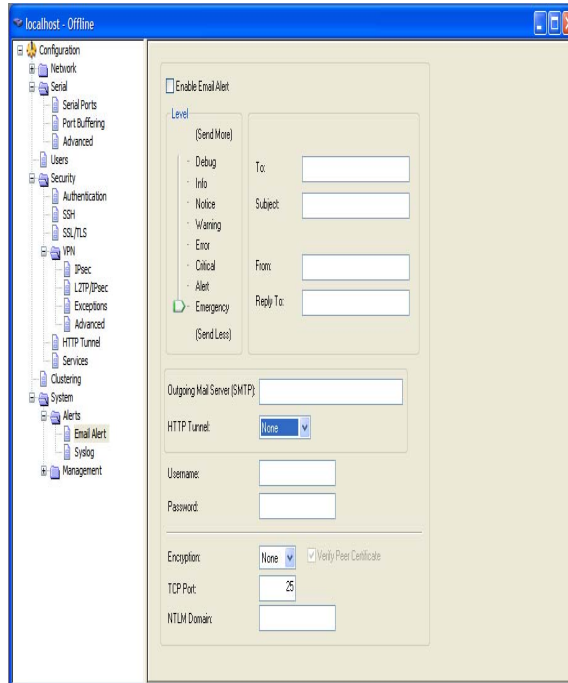 localhost - Offline
Configuration
Network
Serial
Serial Ports
Port Buffering
Advanced
Users
Security
Authentication
SSH
SSL/TLS
VPN
IPsec
L2TP/IPsec
Exceptions
Advanced
HTTP Tunnel
Services
Clustering
System
Alerts
Email Alert
Syslog
Management
Enable Email Alert
Level
(Send More)
Debug
Info
Notice
Warning
Error
Critical
Alert
Emergency
(Send Less)
To:
Subject:
From:
Reply To:
Outgoing Mail Server (SMTP):
HTTP Tunnel: None
Username:
Password:
Encryption: None Verify Peer Certificate
TCP Port: 25
NTLM Domain: